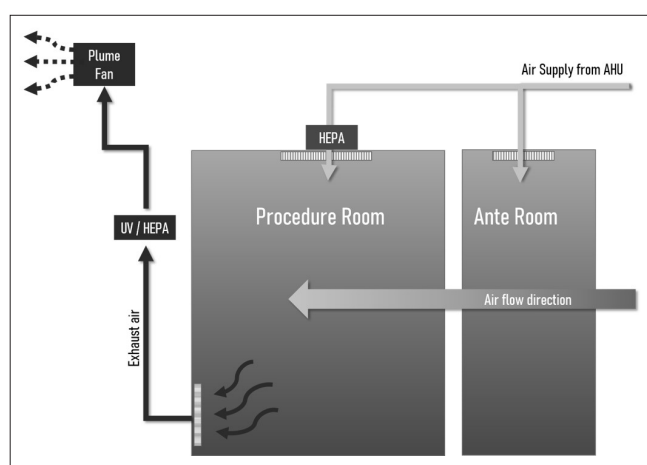 Plume
Fan
Air Supply from AHU
HEPA
Procedure Room
Ante Room
UV / HEPA
Air flow direction
Exhaust air